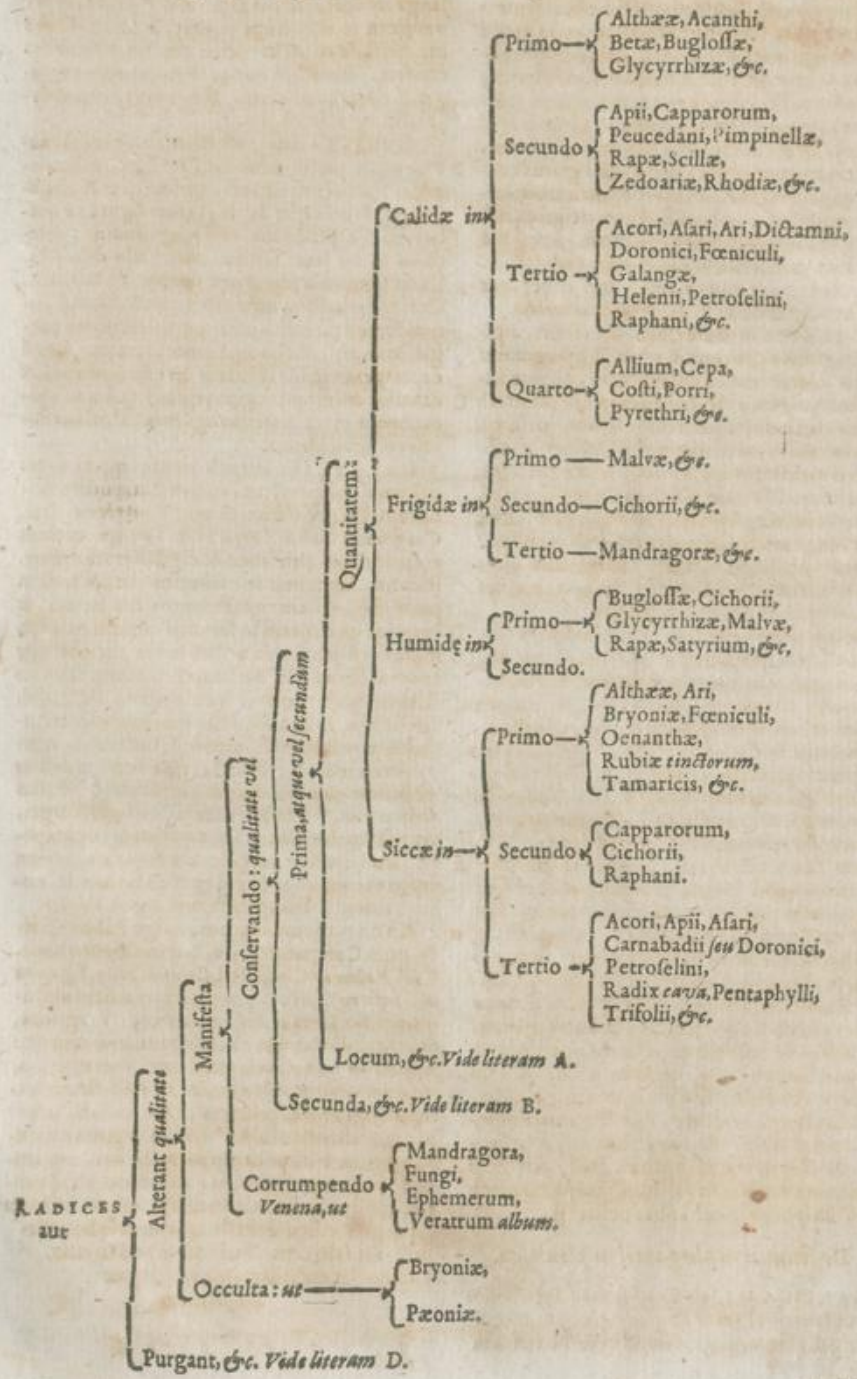 Althææ, Acanthi,
Primo
Betæ, Bugloſſæ,
Glycyrrhizæ, &c.
Apii, Capparorum,
Secundo
Peucedani, Pimpinellæ,
Rapæ, Scillæ,
Zedoariæ, Rhodiæ, &c.
Calidæ in
Acori, Aſari, Ari, Dictamni,
Doronici, Fœniculi,
Tertio
Galangæ,
Helenii, Petroſelini,
Raphani, &c.
Allium, Cepa,
Quarto
Coſti, Porri,
Pyrethri, &c.
Quantitatem:
Primo — Malvæ, &c.
Frigidæ in
Secundo — Cichorii, &c.
Tertio — Mandragoræ, &c.
Bugloſſæ, Cichorii,
Primo
Glycyrrhizæ, Malvæ,
Humidę in
Rapæ, Satyrium, &c.
Secundo.
Prima, atque vel ſecundum
Althææ, Ari,
Bryoniæ, Fœniculi,
Primo
Oenanthæ,
Rubiæ tinctorum,
Tamaricis, &c.
Conſervando: qualitate vel
Siccæ in
Capparorum,
Secundo
Cichorii,
Raphani.
Acori, Apii, Aſari,
Carnabadii ſeu Doronici,
Tertio
Petroſelini,
Radix cava, Pentaphylli,
Trifolii, &c.
Manifeſta
Locum, &c. Vide literam A.
Secunda, &c. Vide literam B.
Alterant qualitate
Mandragora,
Corrumpendo
Fungi,
Venena, ut
Ephemerum,
Veratrum album.
RADICES
aut
Bryoniæ,
Occulta: ut
Pæoniæ.
Purgant, &c. Vide literam D.